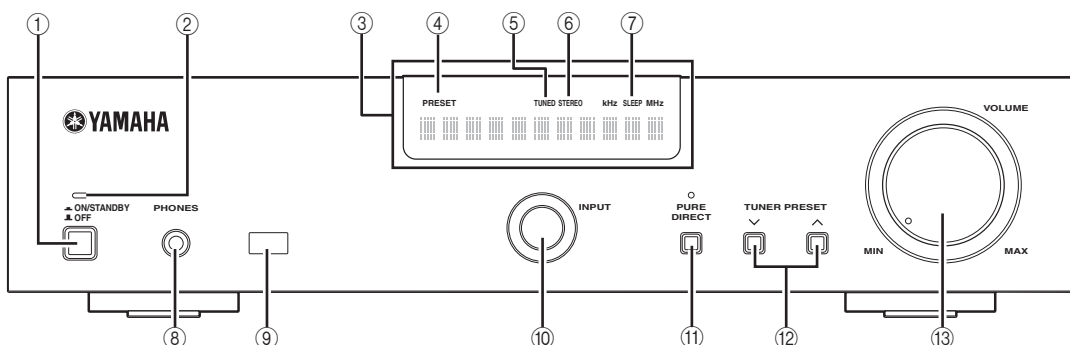 ① ② ③ ④ ⑤ ⑥ ⑦
PRESET TUNED STEREO kHz SLEEP MHz
VOLUME
YAMAHA
ON/STANDBY
OFF
PHONES
INPUT
PURE
DIRECT
TUNER PRESET
MIN MAX
⑧ ⑨ ⑩ ⑪ ⑫ ⑬